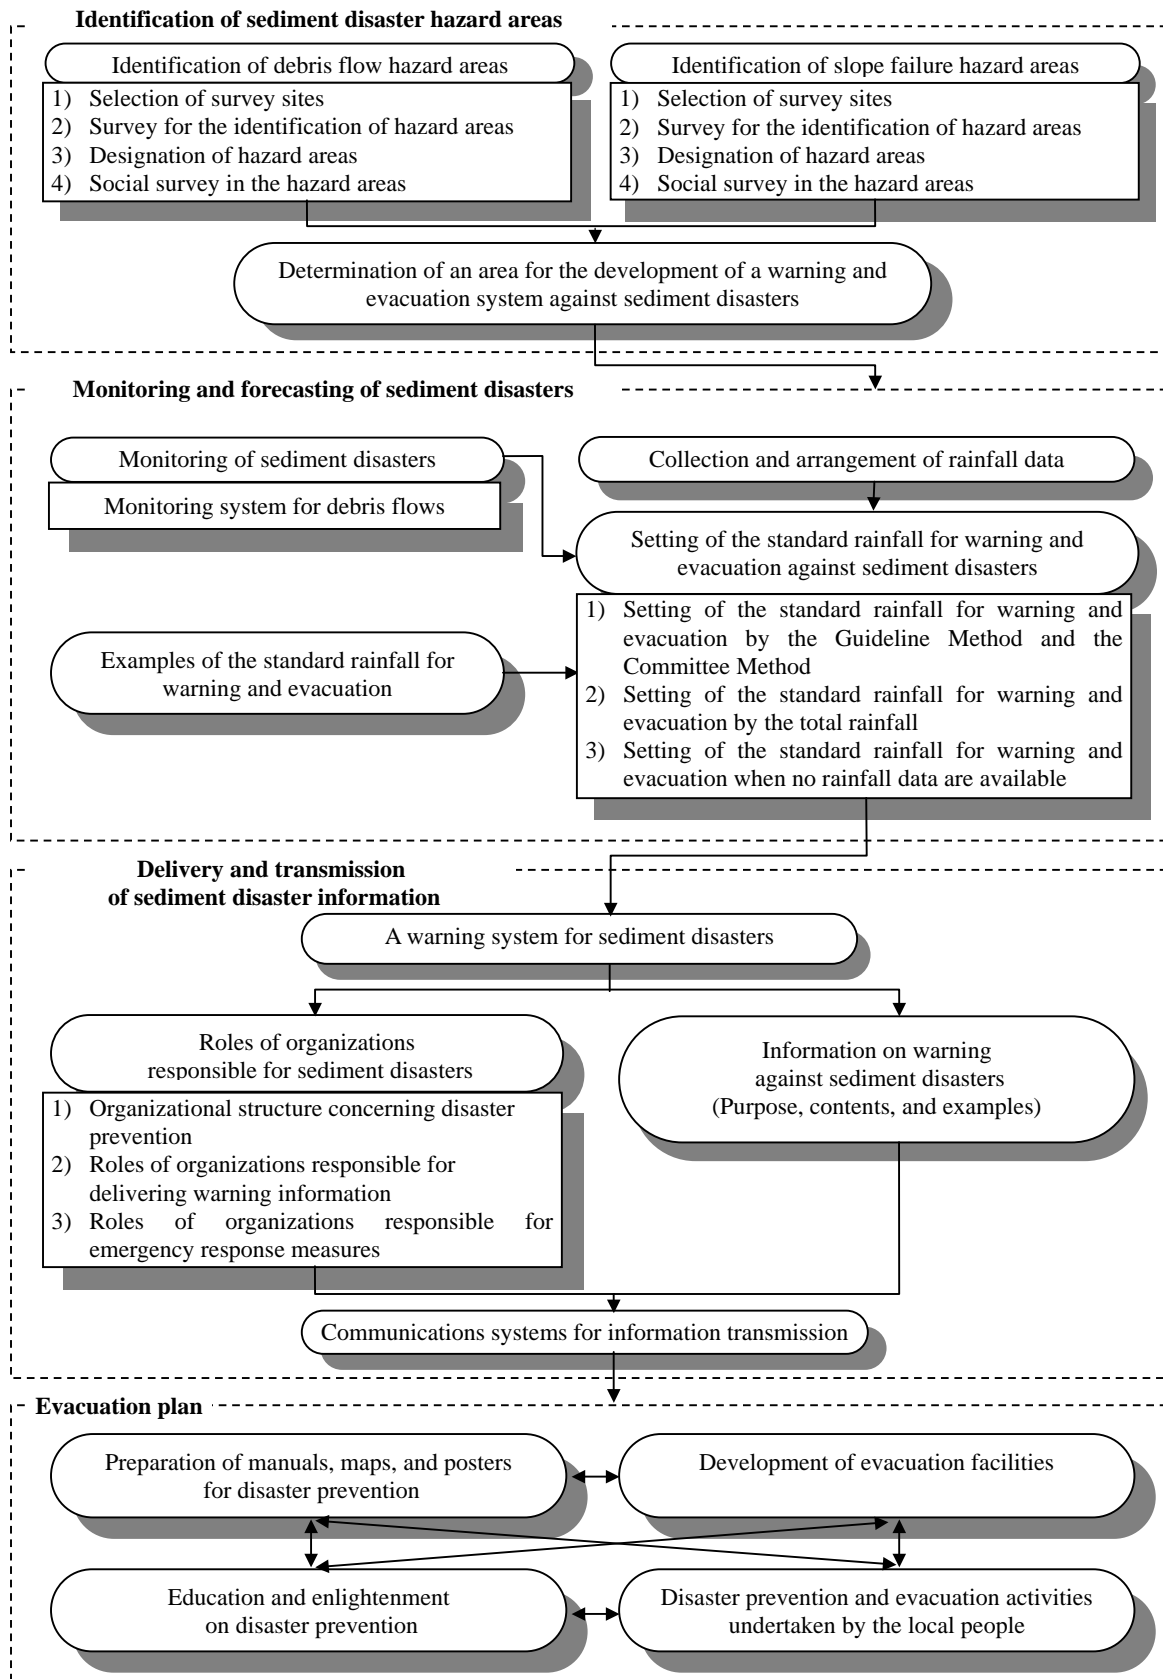 Identification of sediment disaster hazard areas
Identification of debris flow hazard areas
1) Selection of survey sites
2) Survey for the identification of hazard areas
3) Designation of hazard areas
4) Social survey in the hazard areas
Identification of slope failure hazard areas
1) Selection of survey sites
2) Survey for the identification of hazard areas
3) Designation of hazard areas
4) Social survey in the hazard areas
Determination of an area for the development of a warning and
evacuation system against sediment disasters
Monitoring and forecasting of sediment disasters
Monitoring of sediment disasters
Monitoring system for debris flows
Collection and arrangement of rainfall data
Setting of the standard rainfall for warning and
evacuation against sediment disasters
1) Setting of the standard rainfall for warning and
evacuation by the Guideline Method and the
Committee Method
2) Setting of the standard rainfall for warning and
evacuation by the total rainfall
3) Setting of the standard rainfall for warning and
evacuation when no rainfall data are available
Examples of the standard rainfall for
warning and evacuation
Delivery and transmission
of sediment disaster information
A warning system for sediment disasters
Roles of organizations
responsible for sediment disasters
1) Organizational structure concerning disaster
prevention
2) Roles of organizations responsible for
delivering warning information
3) Roles of organizations responsible for
emergency response measures
Information on warning
against sediment disasters
(Purpose, contents, and examples)
Communications systems for information transmission
Evacuation plan
Preparation of manuals, maps, and posters
for disaster prevention
Development of evacuation facilities
Education and enlightenment
on disaster prevention
Disaster prevention and evacuation activities
undertaken by the local people